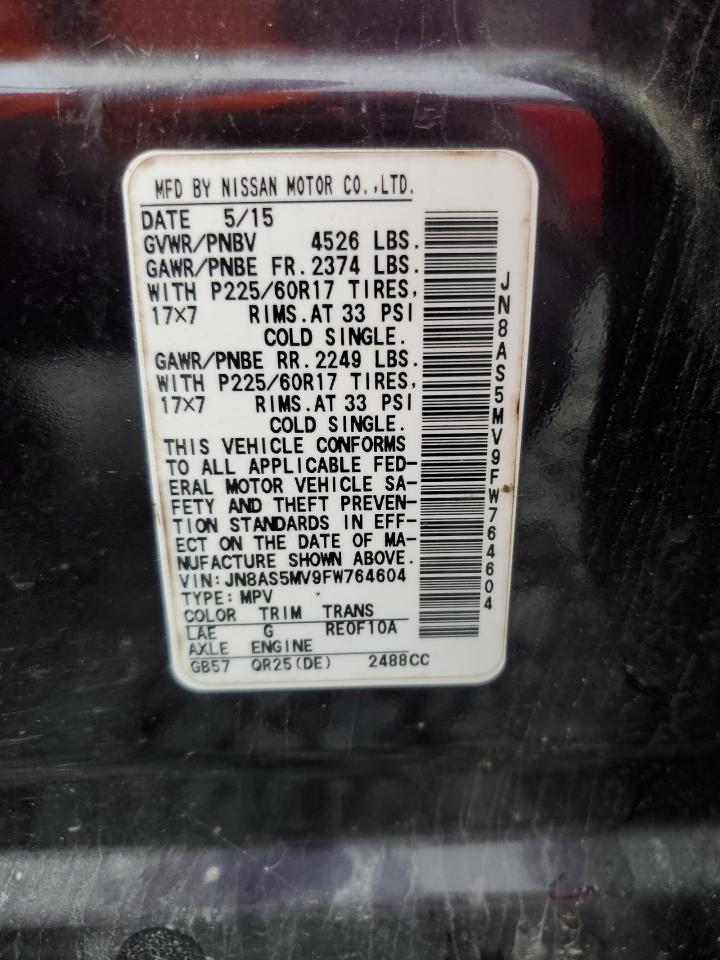 MFD BY NISSAN MOTOR CO.,LTD.
DATE 5/15
GVWR/PNBV 4526 LBS.
GAWR/PNBE FR. 2374 LBS.
WITH P225/60R17 TIRES,
17×7 RIMS. AT 33 PSI
COLD SINGLE.
GAWR/PNBE RR. 2249 LBS.
WITH P225/60R17 TIRES,
17×7 RIMS. AT 33 PSI
COLD SINGLE.
THIS VEHICLE CONFORMS
TO ALL APPLICABLE FED-
ERAL MOTOR VEHICLE SA-
FETY AND THEFT PREVEN-
TION STANDARDS IN EFF-
ECT ON THE DATE OF MA-
NUFACTURE SHOWN ABOVE.
VIN: JN8AS5MV9FW764604
TYPE: MPV
COLOR TRIM TRANS
LAE G RE0F10A
AXLE ENGINE
GB57 QR25(DE) 2488CC
JN8AS5MV9FW764604